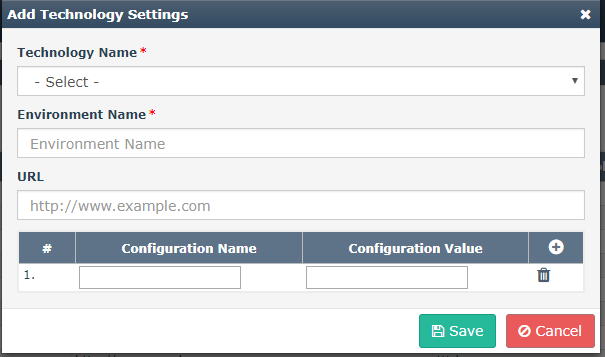 Add Technology Settings
Technology Name *
- Select -
Environment Name *
Environment Name
URL
http://www.example.com
# Configuration Name Configuration Value
1.
Save Cancel